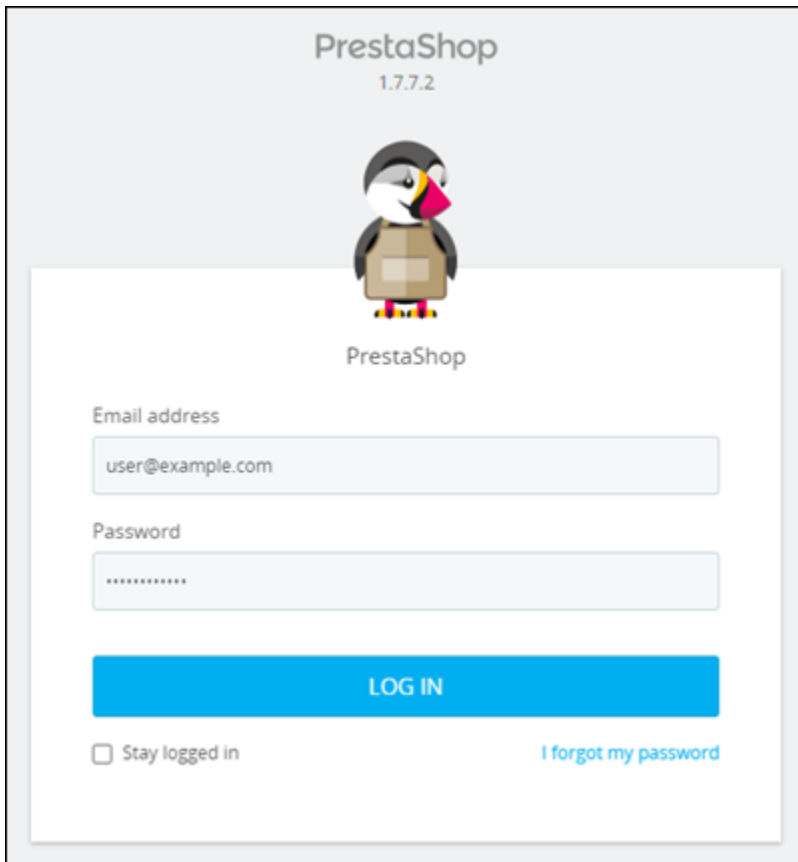 PrestaShop
1.7.7.2
PrestaShop
Email address
user@example.com
Password
••••••••••••
LOG IN
Stay logged in
I forgot my password